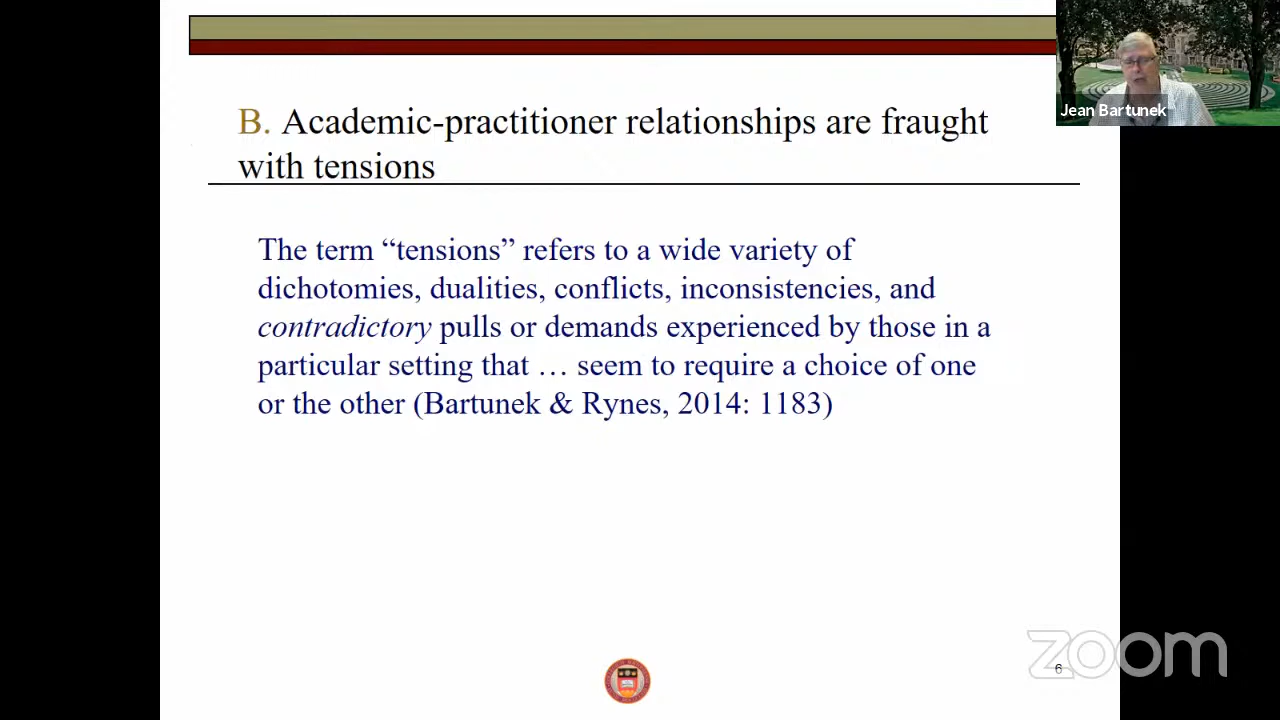 B. Academic-practitioner relationships are fraught
with tensions
The term “tensions” refers to a wide variety of
dichotomies, dualities, conflicts, inconsistencies, and
contradictory pulls or demands experienced by those in a
particular setting that … seem to require a choice of one
or the other (Bartunek & Rynes, 2014: 1183)
Jean Bartunek
zoom
6